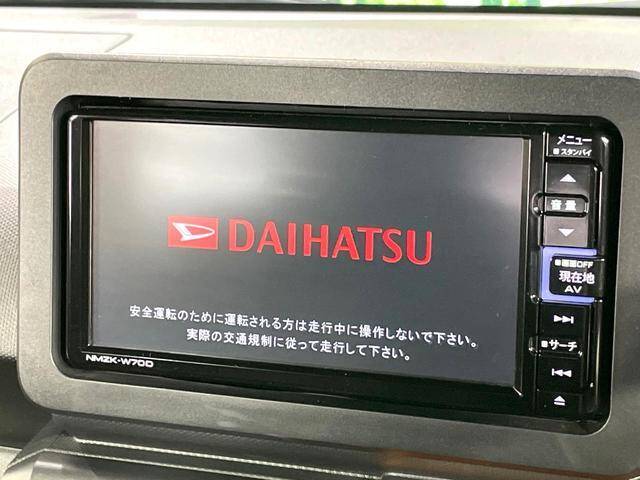 DAIHATSU
安全運転のために運転される方は走行中に操作しないで下さい。
実際の交通規制に従って走行して下さい。
NMZK-W70D
メニュー
スタンバイ
音量
画面OFF
現在地
AV
サーチ